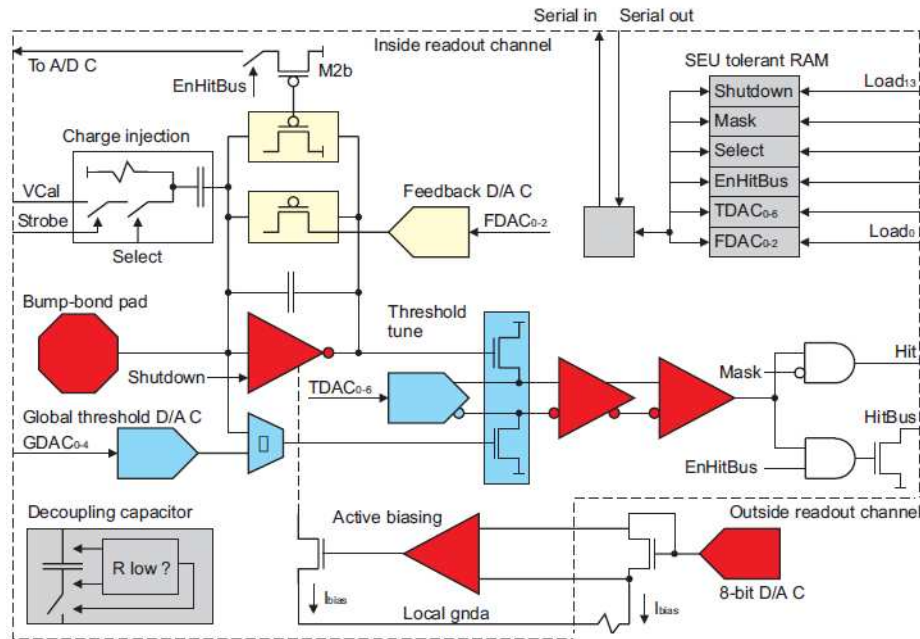 Serial in
Serial out
Inside readout channel
To A/D C
M2b
EnHitBus
SEU tolerant RAM
Shutdown
Load13
Mask
Select
EnHitBus
TDAC0-6
FDAC0-2
Load0
Charge injection
VCal
Strobe
Select
Feedback D/A C
FDAC0-2
Bump-bond pad
Threshold
tune
Shutdown
TDAC0-6
Mask
Hit
Global threshold D/A C
GDAC0-4
HitBus
EnHitBus
Decoupling capacitor
R low ?
Active biasing
Outside readout channel
8-bit D/A C
Ibias
Ibias
Local gnda